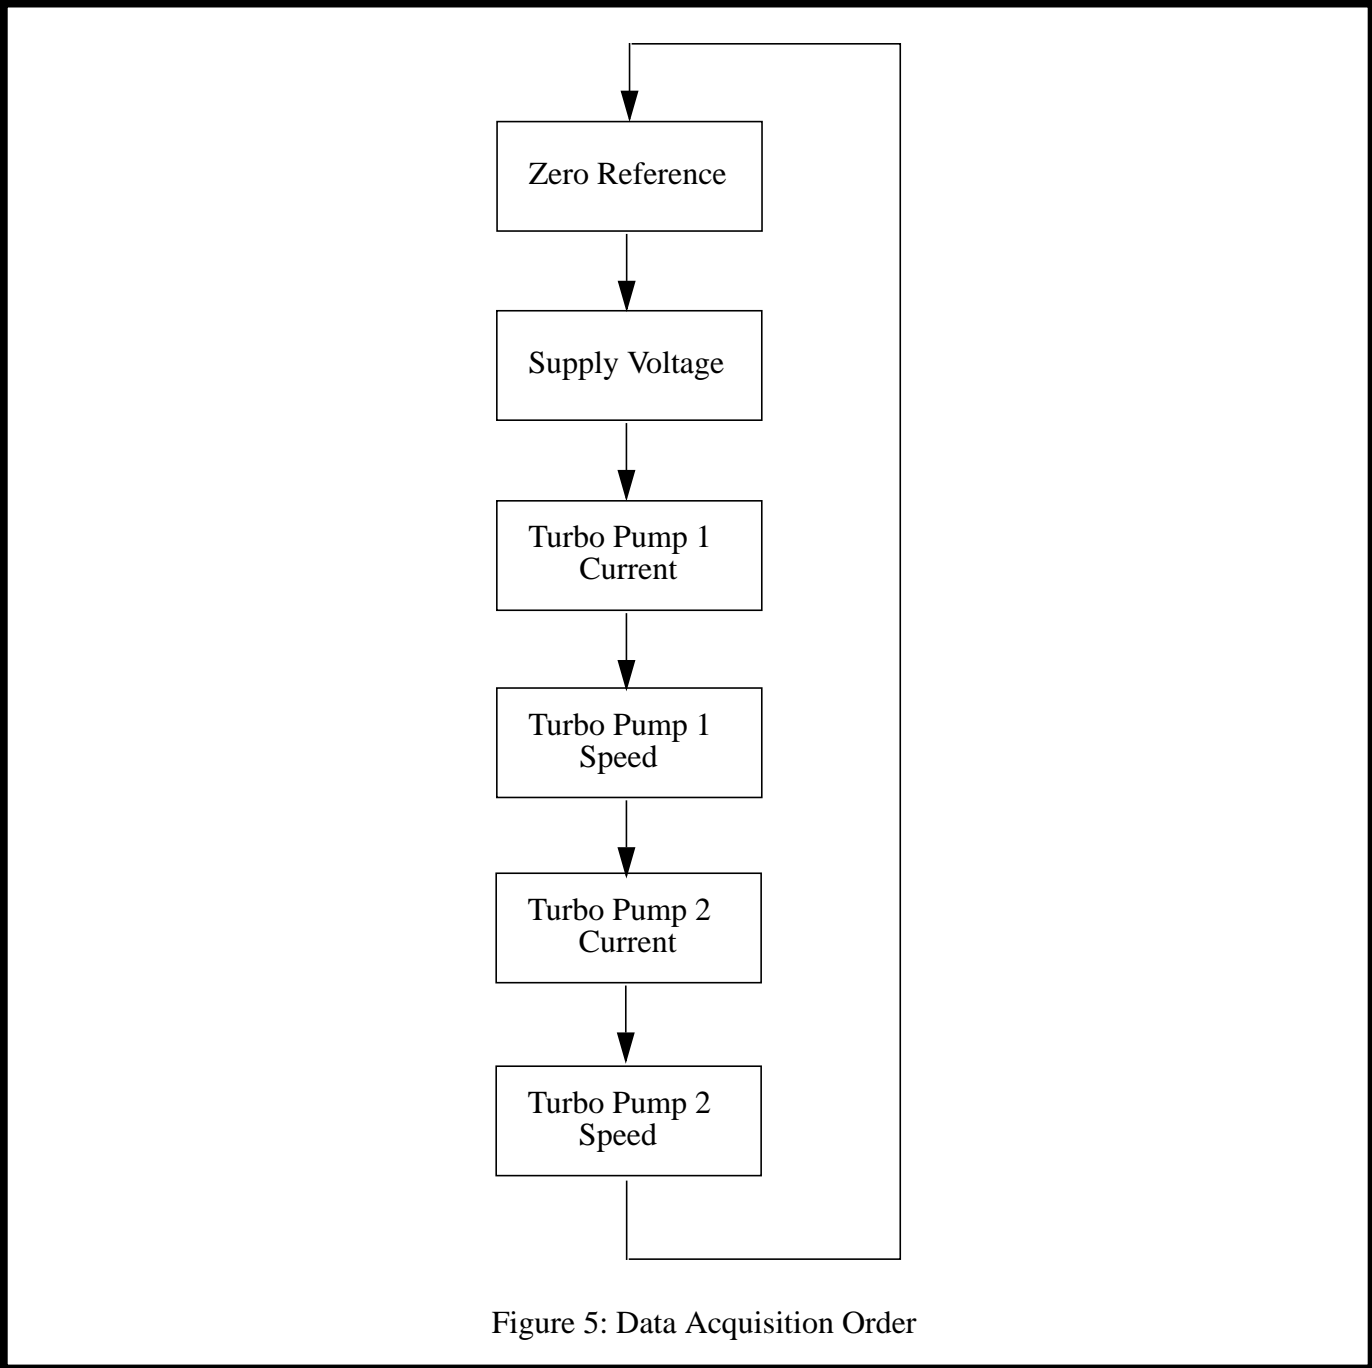 Zero Reference
Supply Voltage
Turbo Pump 1
Current
Turbo Pump 1
Speed
Turbo Pump 2
Current
Turbo Pump 2
Speed
Figure 5: Data Acquisition Order